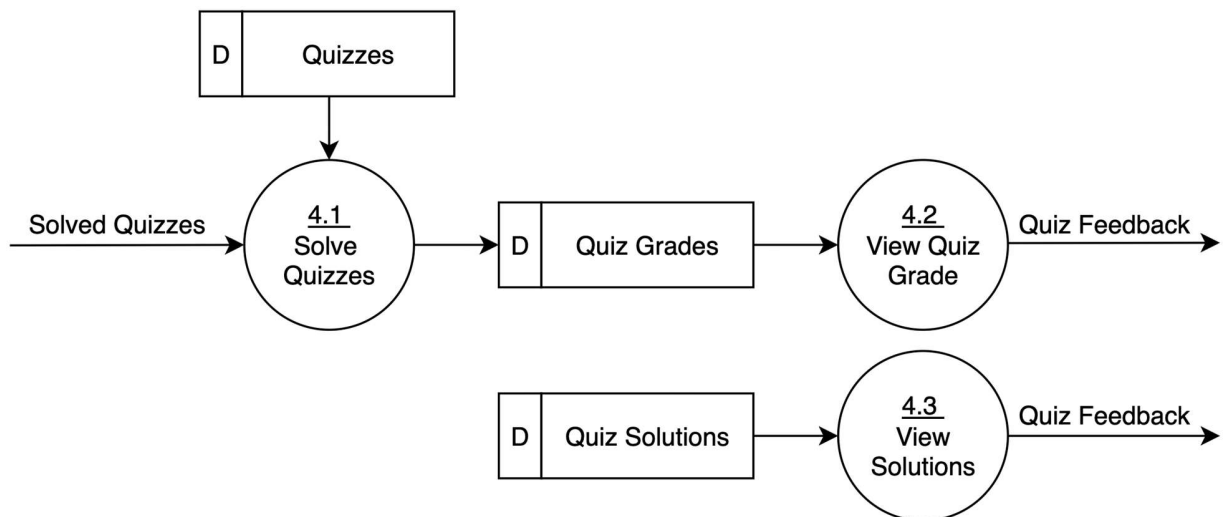 D Quizzes
Solved Quizzes
4.1
Solve
Quizzes
D Quiz Grades
4.2
View Quiz
Grade
Quiz Feedback
D Quiz Solutions
4.3
View
Solutions
Quiz Feedback